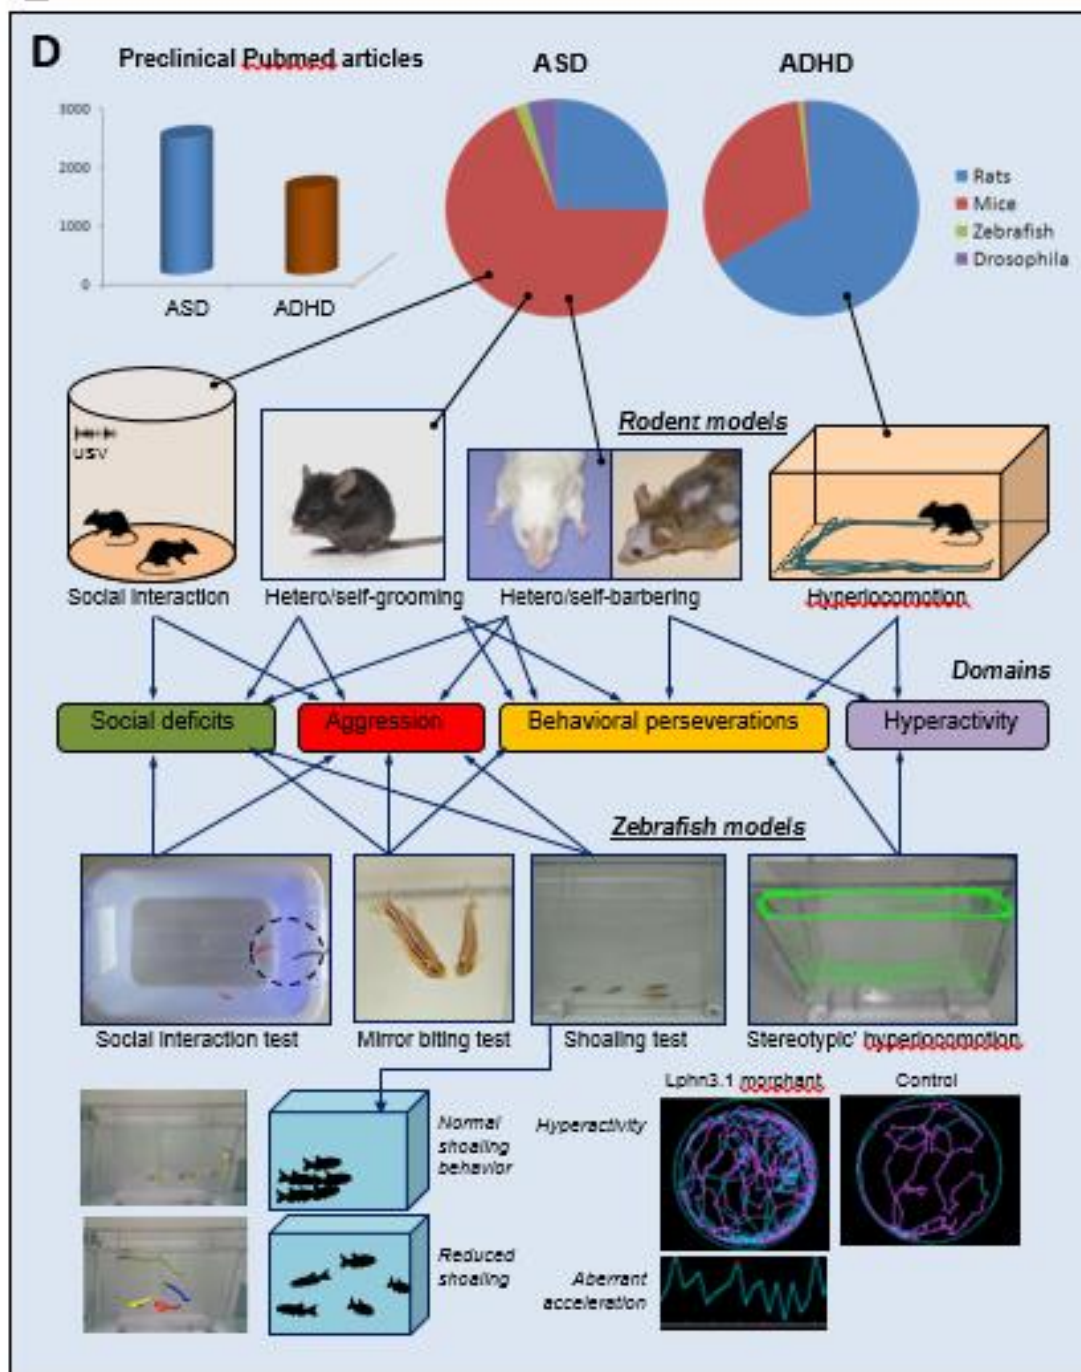 D
Preclinical Pubmed articles
ASD
ADHD
3000
2000
1000
0
ASD
ADHD
Rats
Mice
Zebrafish
Drosophila
USV
Rodent models
Social interaction
Hetero/self-grooming
Hetero/self-barbering
Hyperlocomotion
Domains
Social deficits
Aggression
Behavioral perseverations
Hyperactivity
Zebrafish models
Social interaction test
Mirror biting test
Shoaling test
Stereotypic' hyperlocomotion
Lphn3.1 morphant
Control
Normal
shoaling
behavior
Hyperactivity
Reduced
shoaling
Aberrant
acceleration